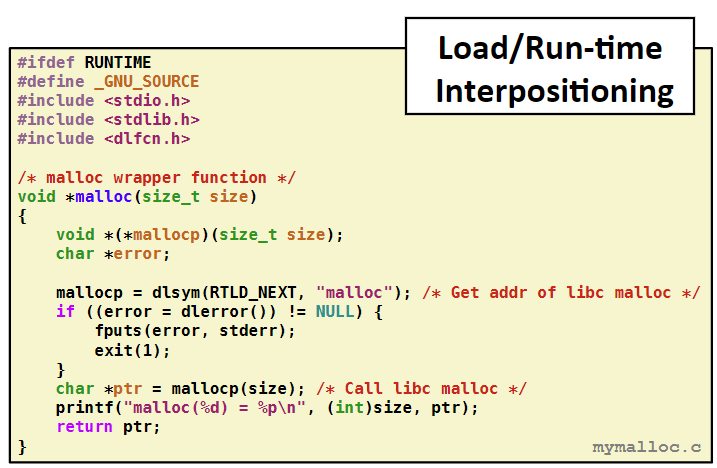 Load/Run-time
Interpositioning
#ifdef RUNTIME
#define _GNU_SOURCE
#include <stdio.h>
#include <stdlib.h>
#include <dlfcn.h>
/* malloc wrapper function */
void *malloc(size_t size)
{
    void *(*mallocp)(size_t size);
    char *error;
    mallocp = dlsym(RTLD_NEXT, "malloc"); /* Get addr of libc malloc */
    if ((error = dlerror()) != NULL) {
        fputs(error, stderr);
        exit(1);
    }
    char *ptr = mallocp(size); /* Call libc malloc */
    printf("malloc(%d) = %p\n", (int)size, ptr);
    return ptr;
}
mymalloc.c